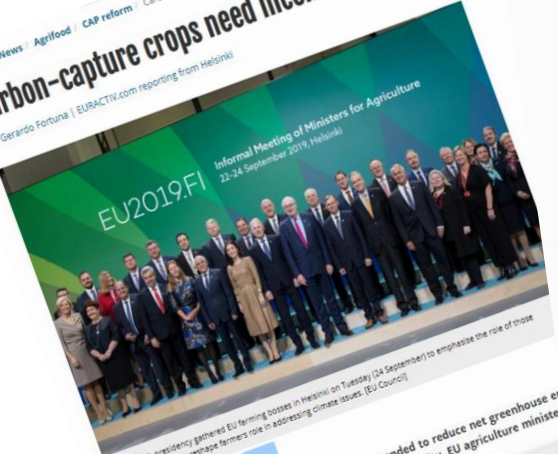 News / Agrifood / CAP reform /
rbon-capture crops need
Gerardo Fortuna | EURACTIV.com reporting from Helsinki
EU2019.FI
Informal Meeting of Ministers for Agriculture
22-24 September 2019, Helsinki
presidency gathered EU farming bosses in Helsinki on Tuesday (24 September) to emphasise the role of those
eshape farmers role in addressing climate issues. [EU Council]
nded to reduce net greenhouse
EU agriculture ministe